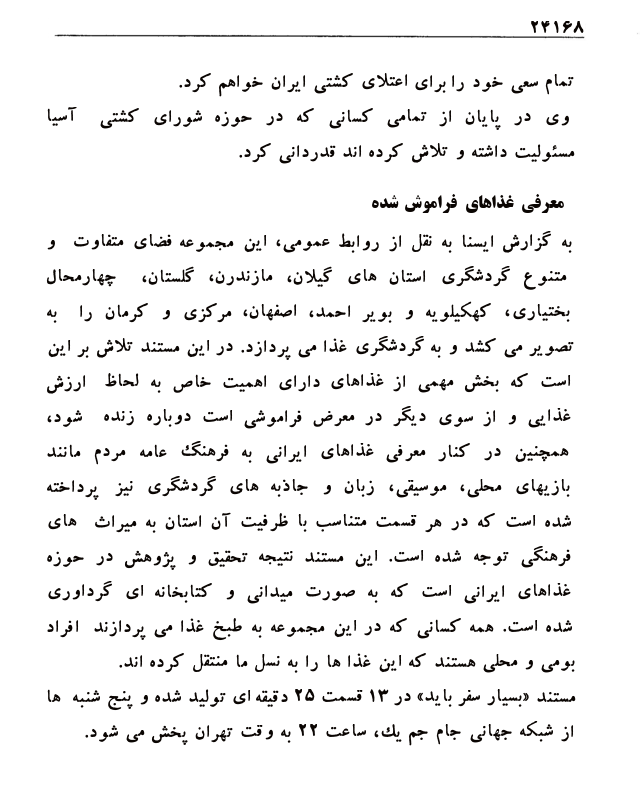 ۲۴۱۶۸
تمام سعی خود را برای اعتلای کشتی ایران خواهم کرد.
وی در پایان از تمامی کسانی که در حوزه شورای کشتی آسیا
مسئولیت داشته و تلاش کرده اند قدردانی کرد.
معرفی غذاهای فراموش شده
به گزارش ایسنا به نقل از روابط عمومی، این مجموعه فضای متفاوت و
متنوع گردشگری استان های گیلان، مازندرن، گلستان، چهارمحال
بختیاری، کهکیلویه و بویر احمد، اصفهان، مرکزی و کرمان را به
تصویر می کشد و به گردشگری غذا می پردازد. در این مستند تلاش بر این
است که بخش مهمی از غذاهای دارای اهمیت خاص به لحاظ ارزش
غذایی و از سوی دیگر در معرض فراموشی است دوباره زنده شود،
همچنین در کنار معرفی غذاهای ایرانی به فرهنگ عامه مردم مانند
بازیهای محلی، موسیقی، زبان و جاذبه های گردشگری نیز پرداخته
شده است که در هر قسمت متناسب با ظرفیت آن استان به میراث های
فرهنگی توجه شده است. این مستند نتیجه تحقیق و پژوهش در حوزه
غذاهای ایرانی است که به صورت میدانی و کتابخانه ای گرداوری
شده است. همه کسانی که در این مجموعه به طبخ غذا می پردازند افراد
بومی و محلی هستند که این غذا ها را به نسل ما منتقل کرده اند.
مستند «بسیار سفر باید» در ۱۳ قسمت ۲۵ دقیقه ای تولید شده و پنج شنبه ها
از شبکه جهانی جام جم یك، ساعت ۲۲ به وقت تهران پخش می شود.